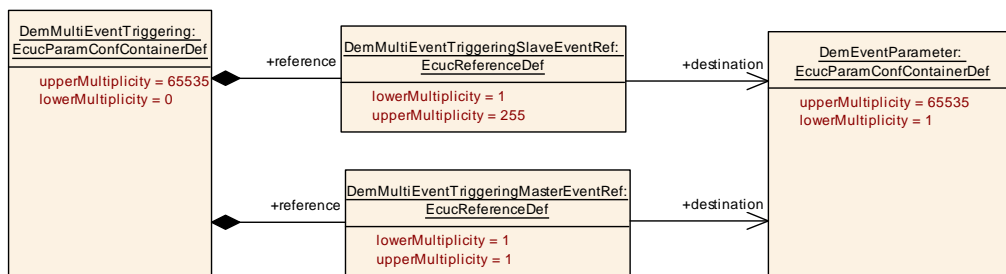 DemMultiEventTriggering:
EcucParamConfContainerDef
upperMultiplicity = 65535
lowerMultiplicity = 0
+reference
DemMultiEventTriggeringSlaveEventRef:
EcucReferenceDef
lowerMultiplicity = 1
upperMultiplicity = 255
+destination
DemEventParameter:
EcucParamConfContainerDef
upperMultiplicity = 65535
lowerMultiplicity = 1
+reference
DemMultiEventTriggeringMasterEventRef:
EcucReferenceDef
lowerMultiplicity = 1
upperMultiplicity = 1
+destination